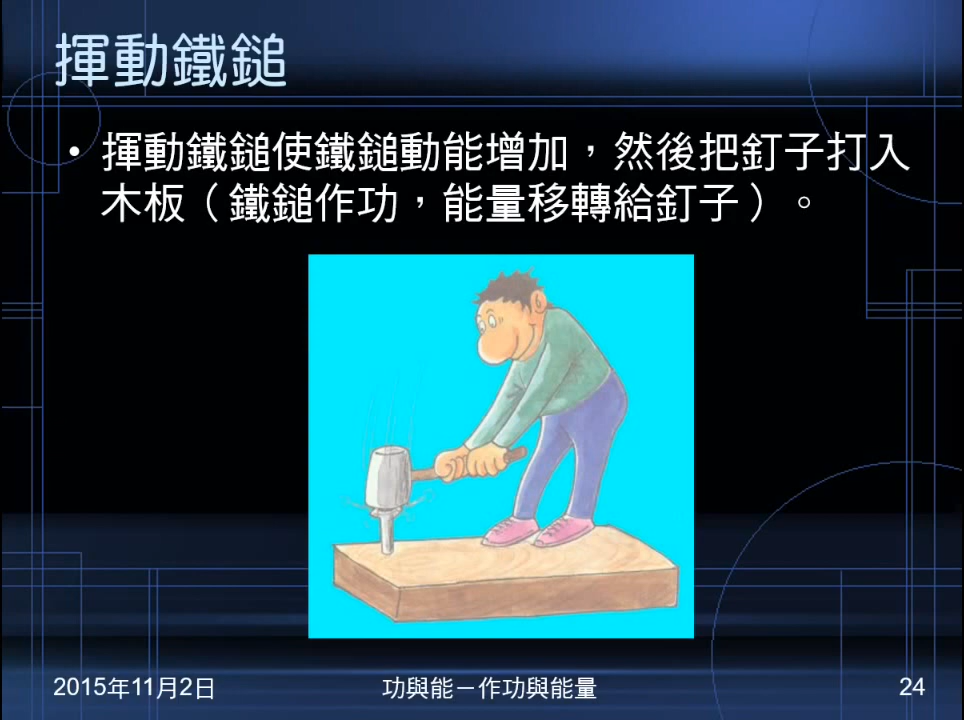 揮動鐵鎚
• 揮動鐵鎚使鐵鎚動能增加，然後把釘子打入
木板（鐵鎚作功，能量移轉給釘子）。
2015年11月2日
功與能－作功與能量
24